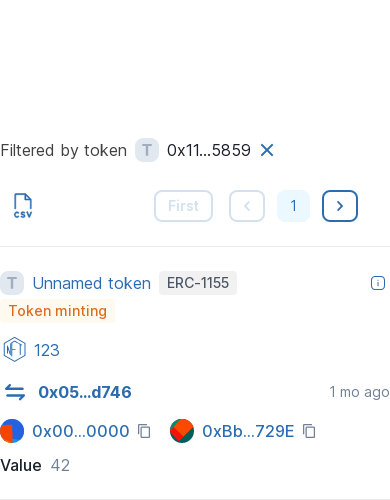 Filtered by token T 0x11...5859
CSV First 1
T Unnamed token ERC-1155
Token minting
NFT 123
0x05...d746 1 mo ago
0x00...0000 0xBb...729E
Value 42